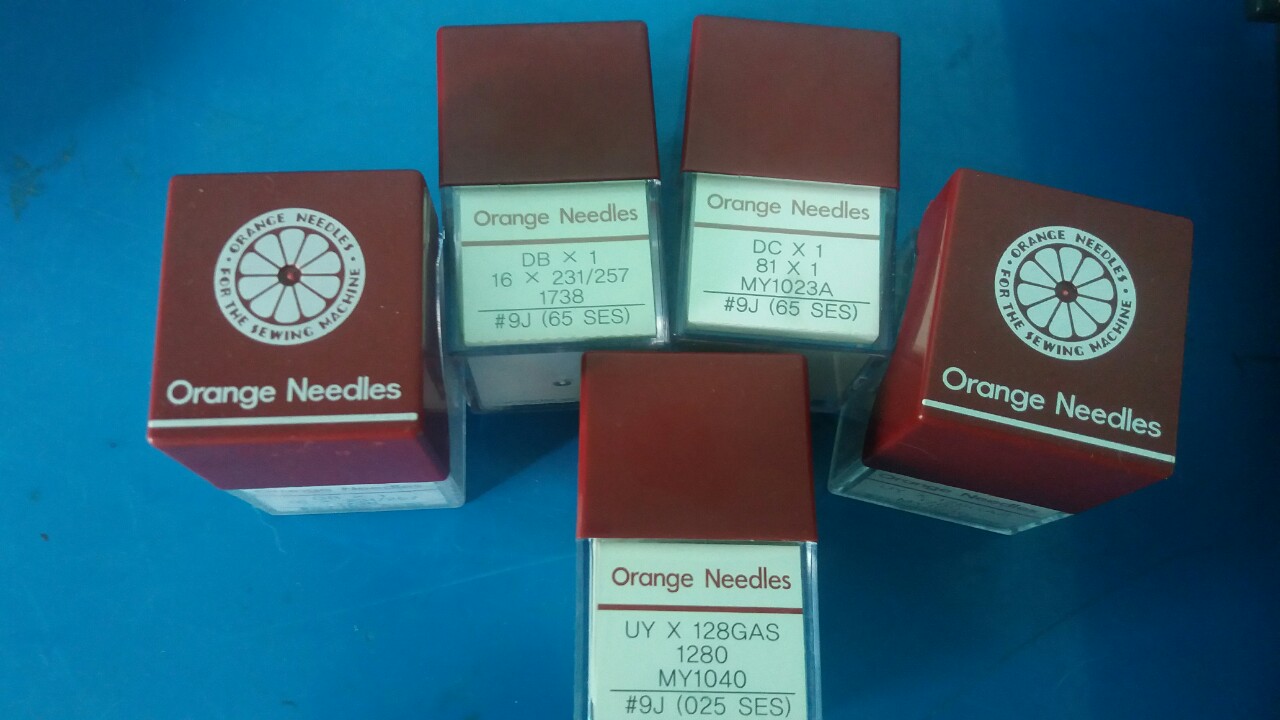 ORANGE NEEDLES
• FOR THE SEWING MACHINE •
Orange Needles
Orange Needles
DB X 1
16 X 231/257
1738
#9J (65 SES)
Orange Needles
DC X 1
81 X 1
MY1023A
#9J (65 SES)
ORANGE NEEDLES
• FOR THE SEWING MACHINE •
Orange Needles
Orange Needles
Orange Needles
UY X 128GAS
1280
MY1040
#9J (025 SES)